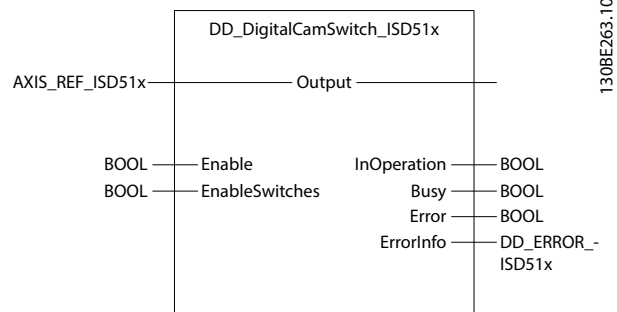 DD_DigitalCamSwitch_ISD51x
130BE263.10
AXIS_REF_ISD51x Output
BOOL Enable InOperation BOOL
BOOL EnableSwitches Busy BOOL
Error BOOL
ErrorInfo DD_ERROR_-
ISD51x